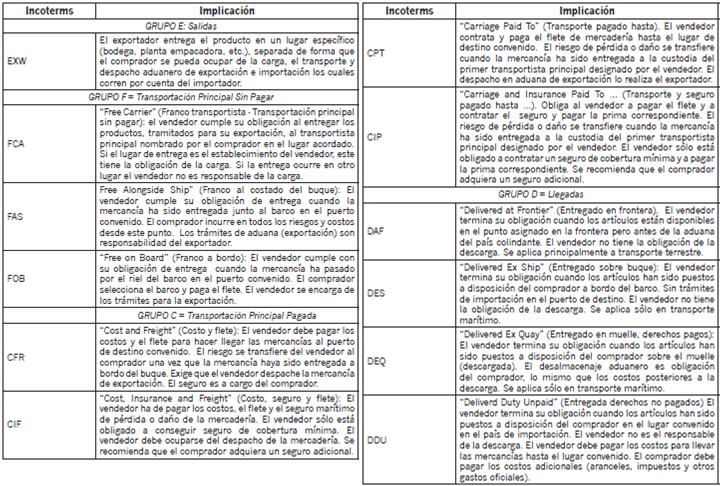 Incoterms Implicación
GRUPO E: Salidas
EXW
El exportador entrega el producto en un lugar específico
(bodega, planta empacadora, etc.), separada de forma que
el comprador se pueda ocupar de la carga, el transporte y
despacho aduanero de exportación e importación los cuales
corren por cuenta del importador.
GRUPO F = Transportación Principal Sin Pagar
FCA
“Free Carrier” (Franco transportista - Transportación principal
sin pagar): el vendedor cumple su obligación al entregar los
productos, tramitados para su exportación, al transportista
principal nombrado por el comprador en el lugar acordado.
Si el lugar de entrega es el establecimiento del vendedor, este
tiene la obligación de la carga. Si la entrega ocurre en otro
lugar el vendedor no es responsable de la carga.
FAS
Free Alongside Ship” (Franco al costado del buque): El
vendedor cumple su obligación de entrega cuando la
mercancía ha sido entregada junto al barco en el puerto
convenido. El comprador incurre en todos los riesgos y costos
desde este punto. Los trámites de aduana (exportación) son
responsabilidad del exportador.
FOB
“Free on Board” (Franco a bordo): El vendedor cumple con
su obligación de entrega cuando la mercancía ha pasado
por el riel del barco en el puerto convenido. El comprador
selecciona el barco y paga el flete. El vendedor se encarga de
los trámites para la exportación.
GRUPO C = Transportación Principal Pagada
CFR
“Cost and Freight” (Costo y flete): El vendedor debe pagar los
costos y el flete para hacer llegar las mercancías al puerto
de destino convenido. El riesgo se transfiere del vendedor al
comprador una vez que la mercancía haya sido entregada a
bordo del buque. Exige que el vendedor despache la mercancía
de exportación. El seguro es a cargo del comprador.
CIF
“Cost, Insurance and Freight” (Costo, seguro y flete): El
vendedor ha de pagar los costos, el flete y el seguro marítimo
de pérdida o daño de la mercadería. El vendedor sólo está
obligado a conseguir seguro de cobertura mínima. El
vendedor debe ocuparse del despacho de la mercadería. Se
recomienda que el comprador adquiera un seguro adicional.
Incoterms Implicación
CPT
“Carriage Paid To” (Transporte pagado hasta). El vendedor
contrata y paga el flete de mercadería hasta el lugar de
destino convenido. El riesgo de pérdida o daño se transfiere
cuando la mercancía ha sido entregada a la custodia del
primer transportista principal designado por el vendedor. El
despacho en aduana de exportación lo realiza el exportador.
CIP
“Carriage and Insurance Paid To ... (Transporte y seguro
pagado hasta ...). Obliga al vendedor a pagar el flete y a
contratar el seguro y pagar la prima correspondiente. El
riesgo de pérdida o daño se transfiere cuando la mercancía
ha sido entregada a la custodia del primer transportista
principal designado por el vendedor. El vendedor sólo está
obligado a contratar un seguro de cobertura mínima y a pagar
la prima correspondiente. Se recomienda que el comprador
adquiera un seguro adicional.
GRUPO D = Llegadas
DAF
“Delivered at Frontier” (Entregado en frontera), El vendedor
termina su obligación cuando los artículos están disponibles
en el punto asignado en la frontera pero antes de la aduana
del país colindante. El vendedor no tiene la obligación de la
descarga. Se aplica principalmente a transporte terrestre.
DES
“Delivered Ex Ship” (Entregado sobre buque): El vendedor
termina su obligación cuando los artículos han sido puestos
a disposición del comprador a bordo del barco. Sin trámites
de importación en el puerto de destino. El vendedor no tiene
la obligación de la descarga. Se aplica sólo en transporte
marítimo.
DEQ
“Delivered Ex Quay” (Entregado en muelle, derechos pagos):
El vendedor termina su obligación cuando los artículos han
sido puestos a disposición del comprador sobre el muelle
(descargada). El desalmacenaje aduanero es obligación
del comprador, lo mismo que los costos posteriores a la
descarga. Se aplica sólo en transporte marítimo.
DDU
“Deliverd Duty Unpaid” (Entregada derechos no pagados) El
vendedor termina su obligación cuando los artículos han sido
puestos a disposición del comprador en el lugar convenido
en el país de importación. El vendedor no es el responsable
de la descarga. El vendedor debe pagar los costos para llevar
las mercancías hasta el lugar convenido. El comprador debe
pagar los costos adicionales (aranceles, impuestos y otros
gastos oficiales).